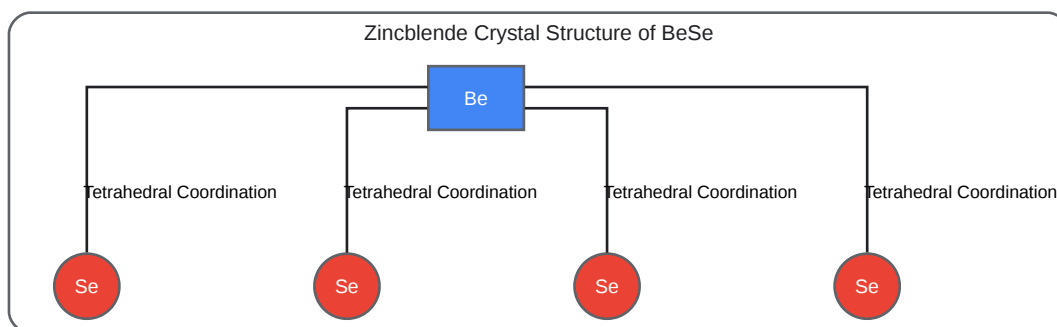 Zincblende Crystal Structure of BeSe
Be
Tetrahedral Coordination
Tetrahedral Coordination
Tetrahedral Coordination
Tetrahedral Coordination
Se
Se
Se
Se